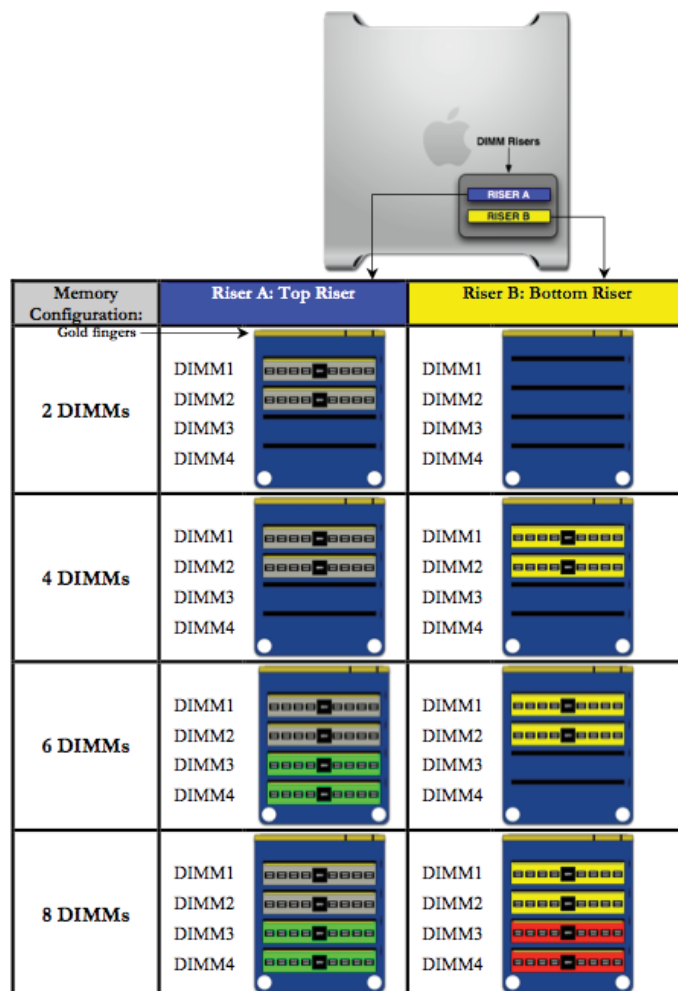 DIMM Risers
RISER A
RISER B
Memory Configuration:
Riser A: Top Riser
Riser B: Bottom Riser
Gold fingers
2 DIMMs
DIMM1
DIMM2
DIMM3
DIMM4
DIMM1
DIMM2
DIMM3
DIMM4
4 DIMMs
DIMM1
DIMM2
DIMM3
DIMM4
DIMM1
DIMM2
DIMM3
DIMM4
6 DIMMs
DIMM1
DIMM2
DIMM3
DIMM4
DIMM1
DIMM2
DIMM3
DIMM4
8 DIMMs
DIMM1
DIMM2
DIMM3
DIMM4
DIMM1
DIMM2
DIMM3
DIMM4